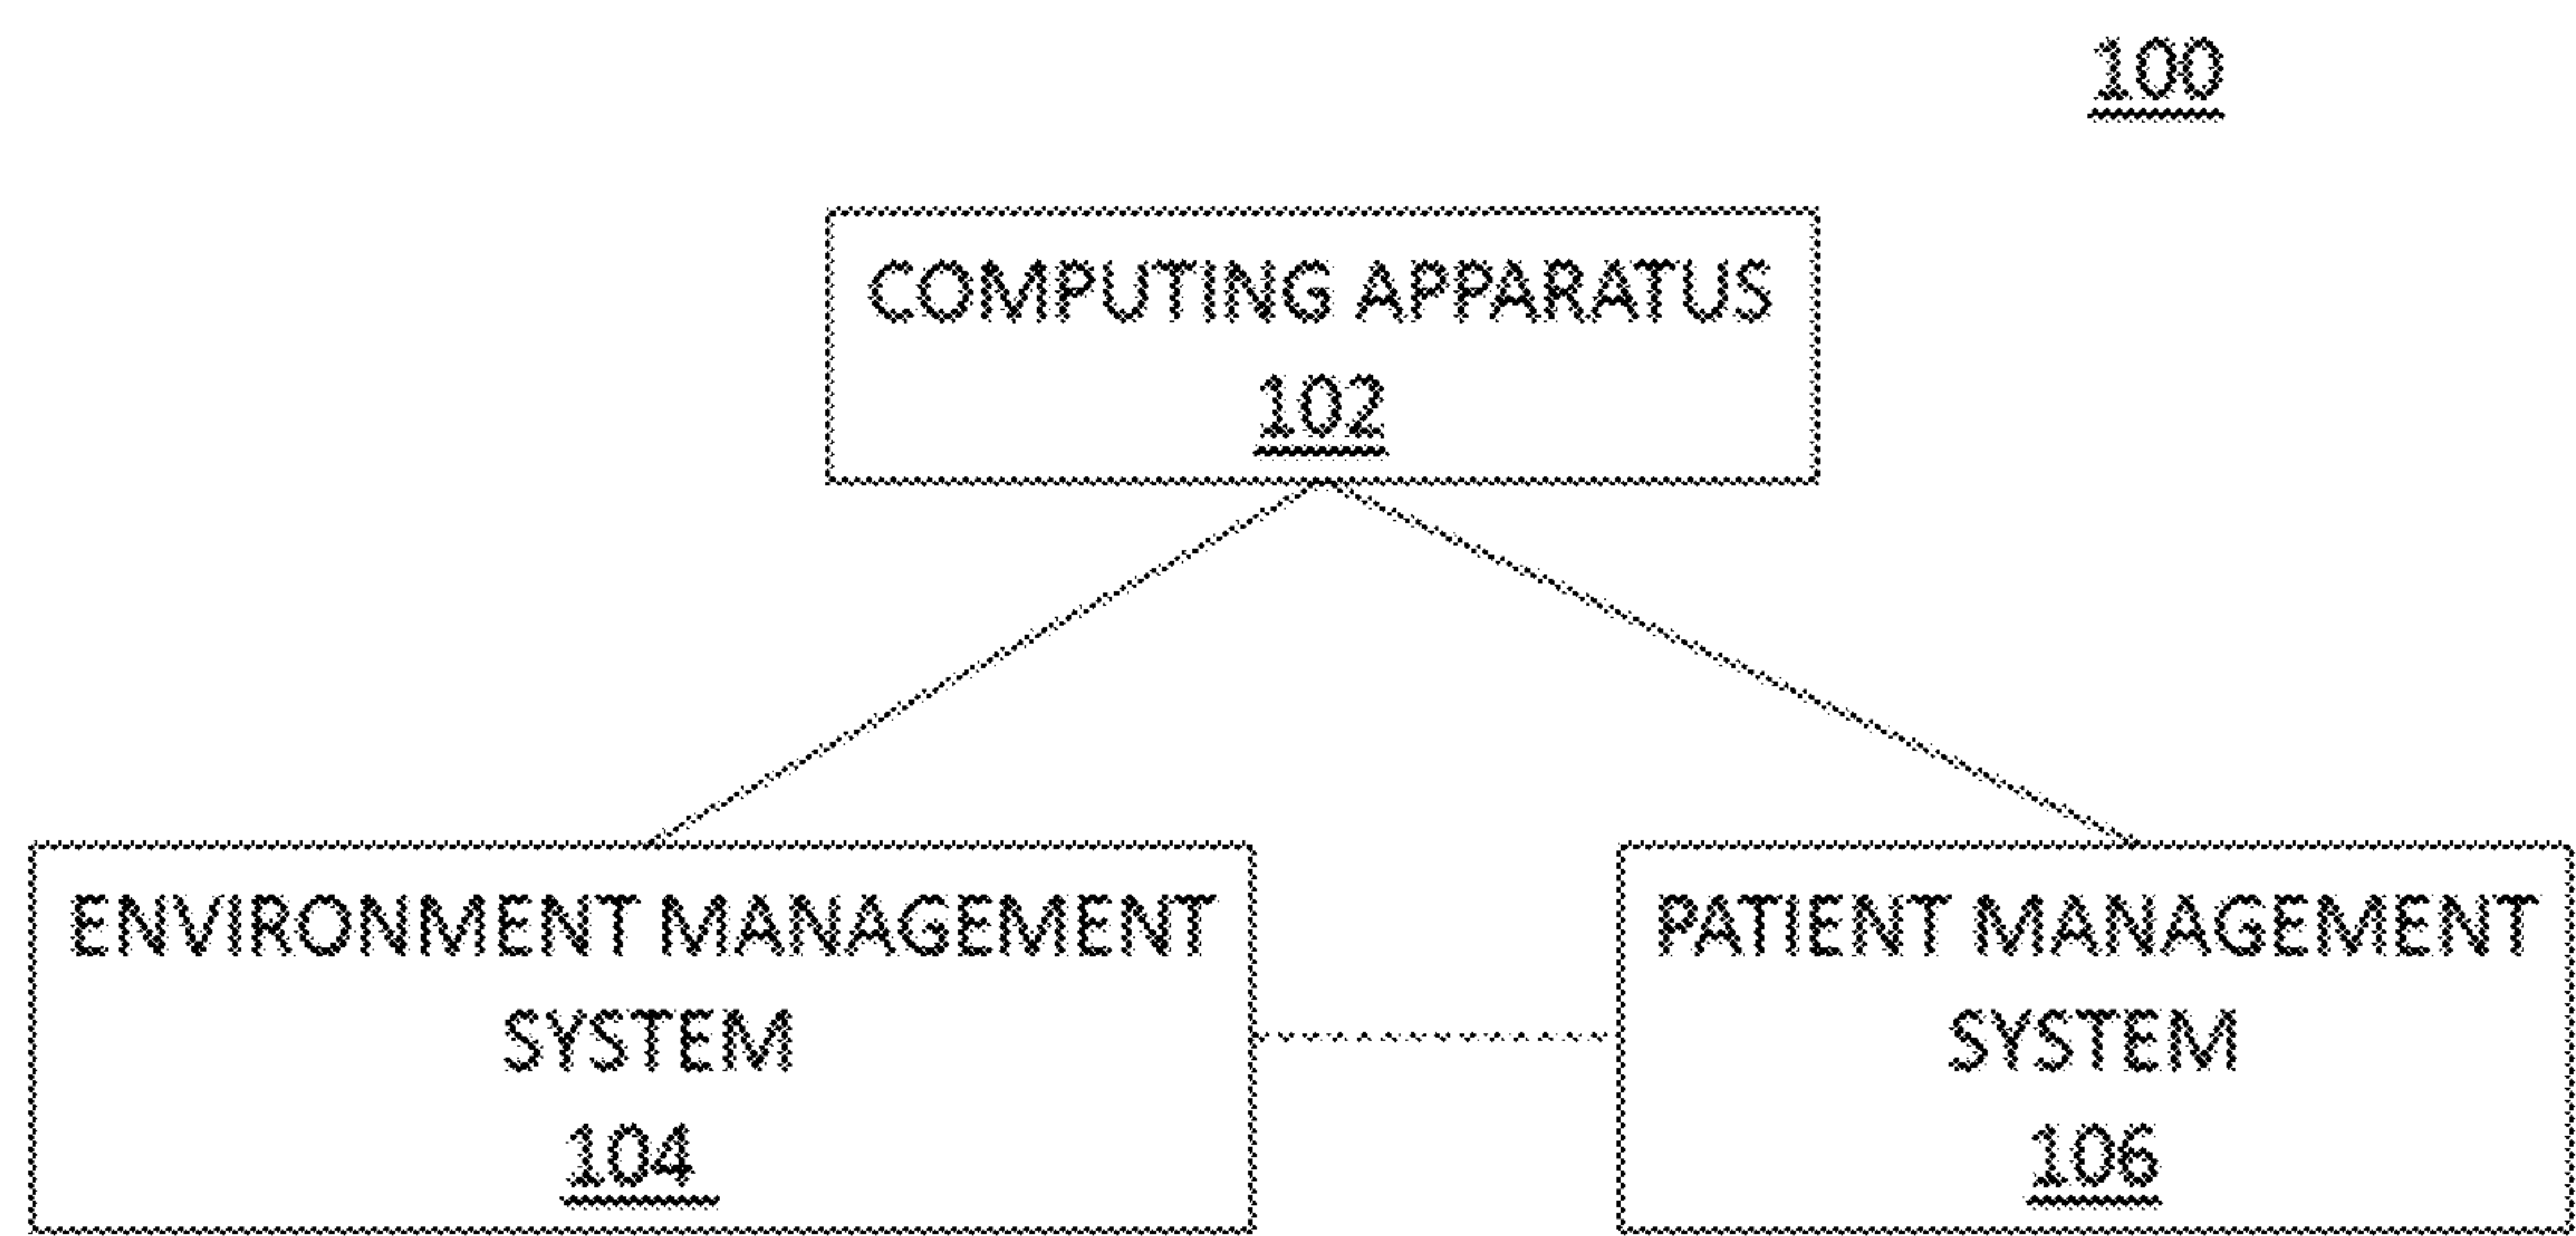 100
COMPUTING APPARATUS
102
ENVIRONMENT MANAGEMENT
SYSTEM
104
PATIENT MANAGEMENT
SYSTEM
106